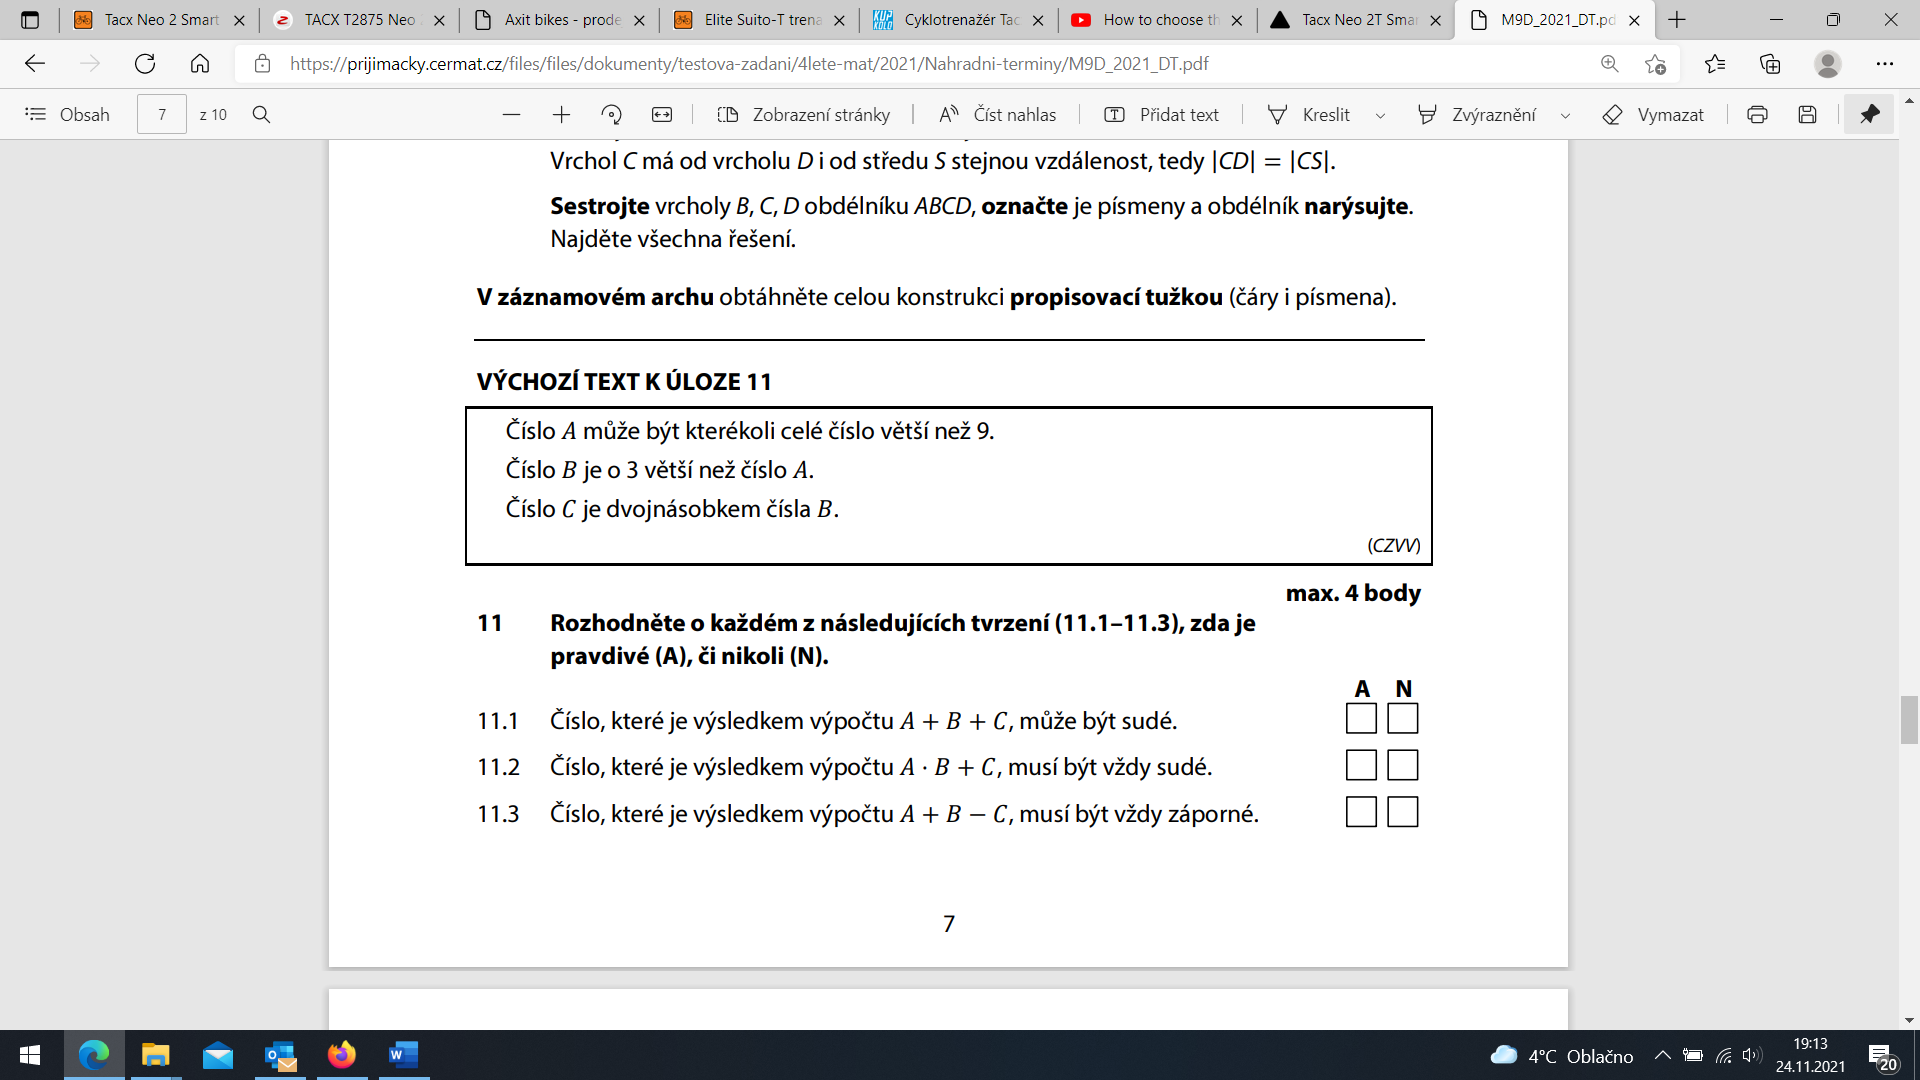 Tacx Neo 2 Smart
TACX T2875 Neo 2
Axit bikes - prode
Elite Suito-T trena
Cyklotrenažér Tac
How to choose th
Tacx Neo 2T Smar
M9D_2021_DT.pd
https://prijimacky.cermat.cz/files/files/dokumenty/testova-zadani/4lete-mat/2021/Nahradni-terminy/M9D_2021_DT.pdf
Obsah 7 z 10 Zobrazení stránky Číst nahlas Přidat text Kreslit Zvýraznění Vymazat
Vrchol C má od vrcholu D i od středu S stejnou vzdálenost, tedy |CD| = |CS|.
Sestrojte vrcholy B, C, D obdélníku ABCD, označte je písmeny a obdélník narýsujte.
Najděte všechna řešení.
V záznamovém archu obtáhněte celou konstrukci propisovací tužkou (čáry i písmena).
VÝCHOZÍ TEXT K ÚLOZE 11
Číslo A může být kterékoli celé číslo větší než 9.
Číslo B je o 3 větší než číslo A.
Číslo C je dvojnásobkem čísla B.
(CZVV)
max. 4 body
11 Rozhodněte o každém z následujících tvrzení (11.1–11.3), zda je
pravdivé (A), či nikoli (N).
A N
11.1 Číslo, které je výsledkem výpočtu A + B + C, může být sudé.
11.2 Číslo, které je výsledkem výpočtu A · B + C, musí být vždy sudé.
11.3 Číslo, které je výsledkem výpočtu A + B − C, musí být vždy záporné.
7
4°C Oblačno
19:13
24.11.2021
20